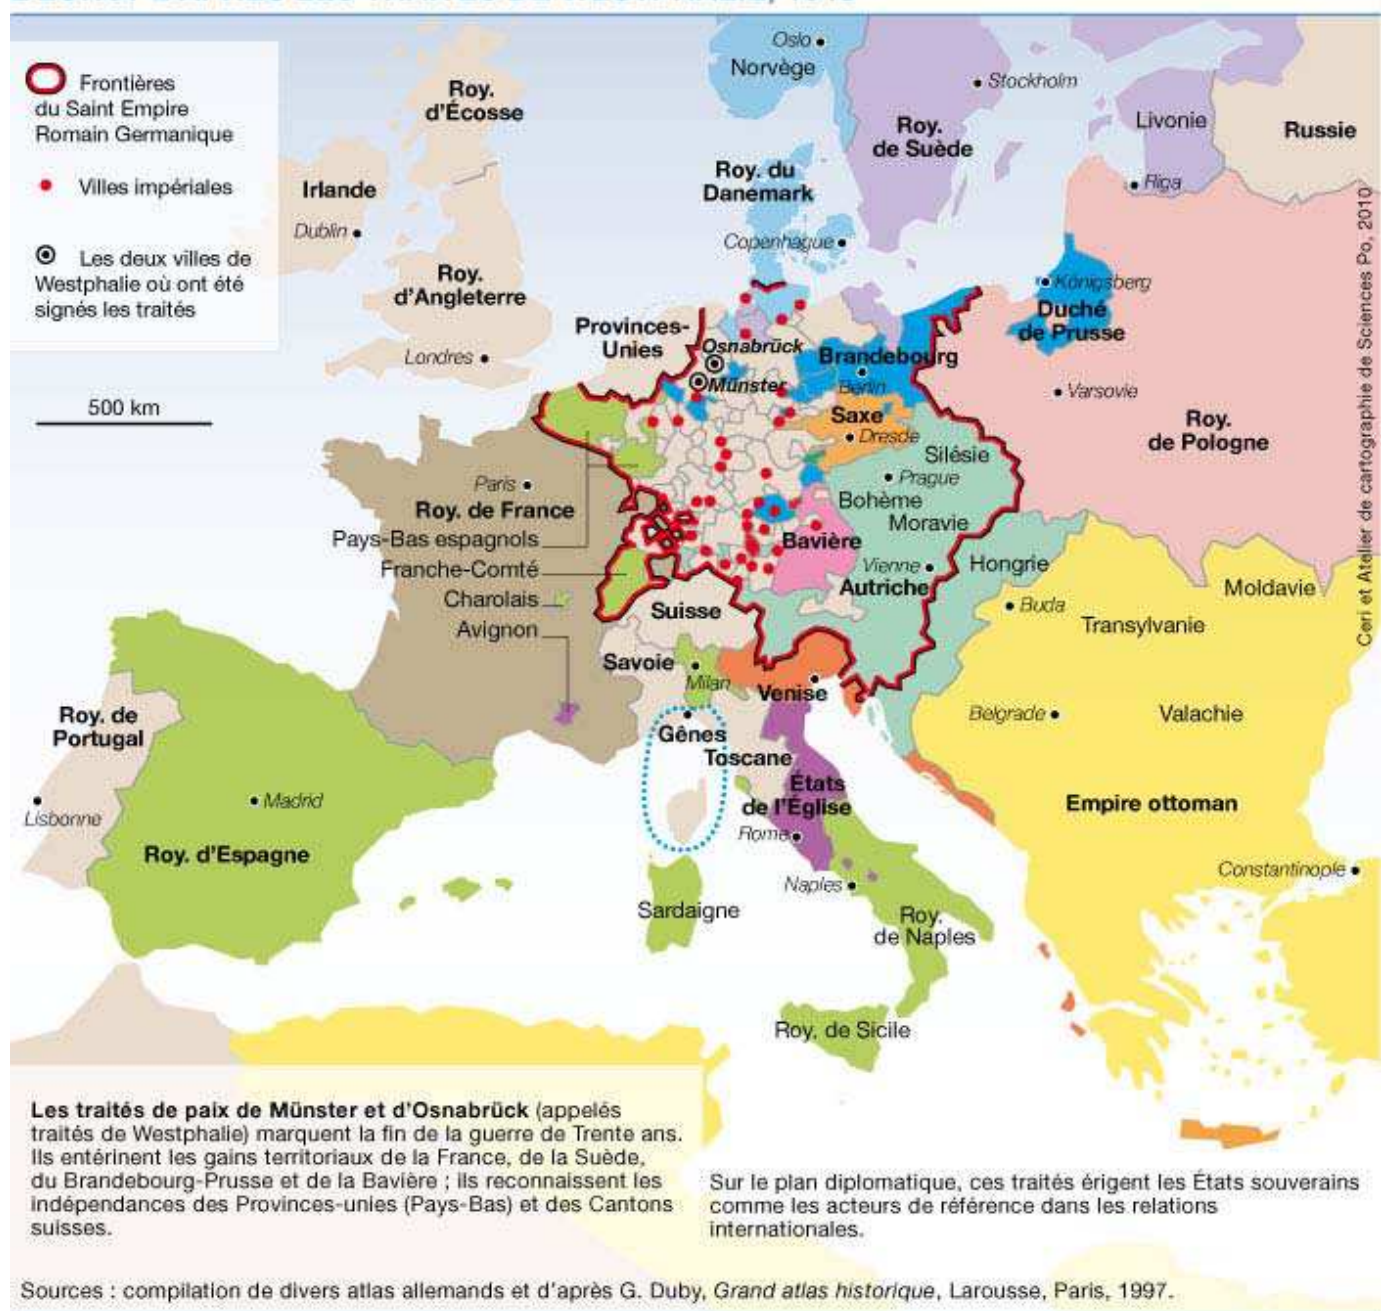 Frontières
du Saint Empire
Romain Germanique
Villes impériales
Les deux villes de
Westphalie où ont été
signés les traités
500 km
Oslo
Norvège
Stockholm
Roy.
d'Écosse
Roy.
de Suède
Livonie
Russie
Irlande
Roy. du
Danemark
Riga
Dublin
Copenhague
Roy.
d'Angleterre
Königsberg
Duché
de Prusse
Provinces-
Unies
Osnabrück
Brandebourg
Londres
Münster
Berlin
Varsovie
Saxe
Dresde
Roy.
de Pologne
Silésie
Prague
Paris
Bohème
Roy. de France
Moravie
Pays-Bas espagnols
Bavière
Franche-Comté
Vienne
Hongrie
Autriche
Moldavie
Charolais
Suisse
Buda
Transylvanie
Avignon
Savoie
Milan
Venise
Roy. de
Portugal
Belgrade
Valachie
Gênes
Toscane
États
de l'Église
Madrid
Lisbonne
Empire ottoman
Rome
Roy. d'Espagne
Constantinople
Naples
Sardaigne
Roy.
de Naples
Roy. de Sicile
Ceri et Atelier de cartographie de Sciences Po, 2010
Les traités de paix de Münster et d'Osnabrück (appelés
traités de Westphalie) marquent la fin de la guerre de Trente ans.
Ils entérinent les gains territoriaux de la France, de la Suède,
du Brandebourg-Prusse et de la Bavière ; ils reconnaissent les
indépendances des Provinces-unies (Pays-Bas) et des Cantons
suisses.
Sur le plan diplomatique, ces traités érigent les États souverains
comme les acteurs de référence dans les relations
internationales.
Sources : compilation de divers atlas allemands et d'après G. Duby, Grand atlas historique, Larousse, Paris, 1997.